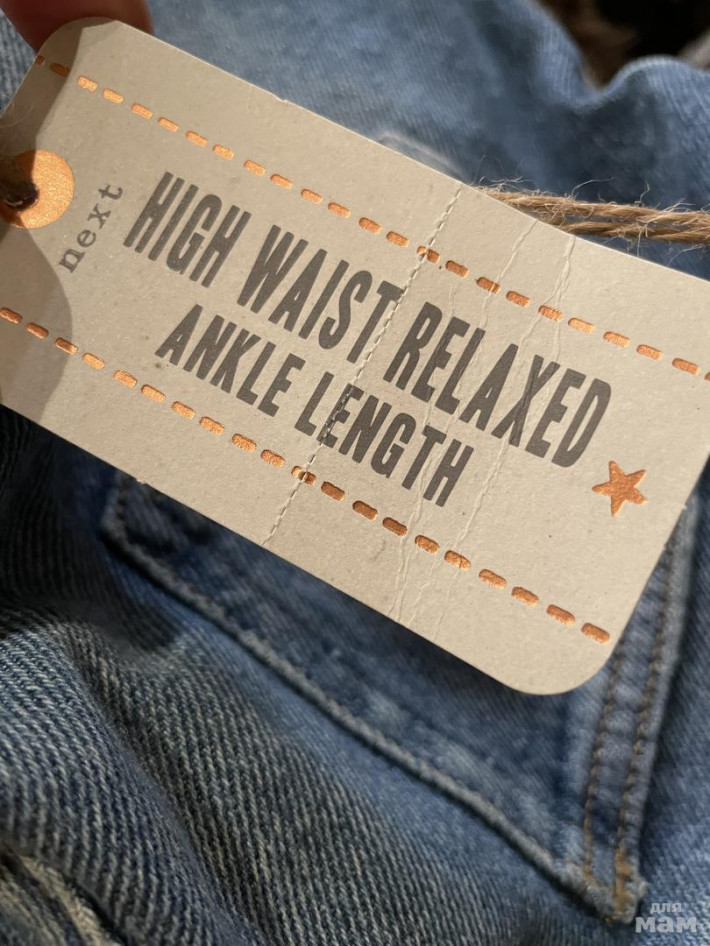 next
HIGH WAIST RELAXED
ANKLE LENGTH
для
мам